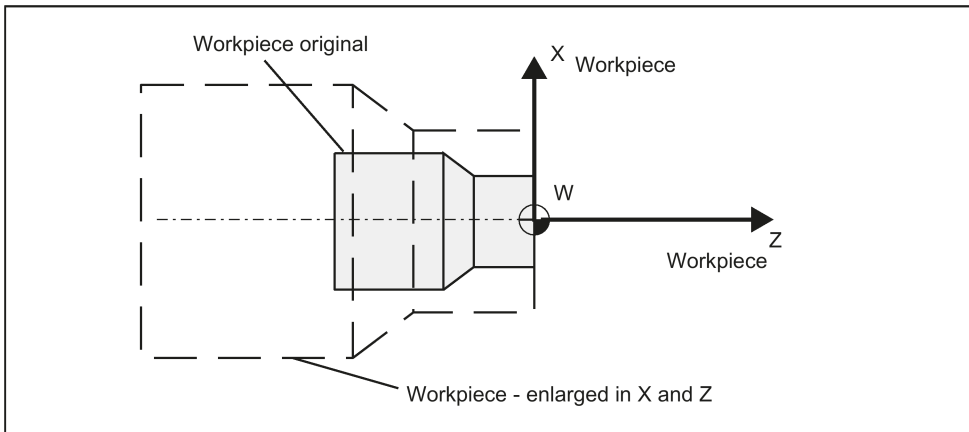 Workpiece original
X
Workpiece
W
Z
Workpiece
Workpiece - enlarged in X and Z